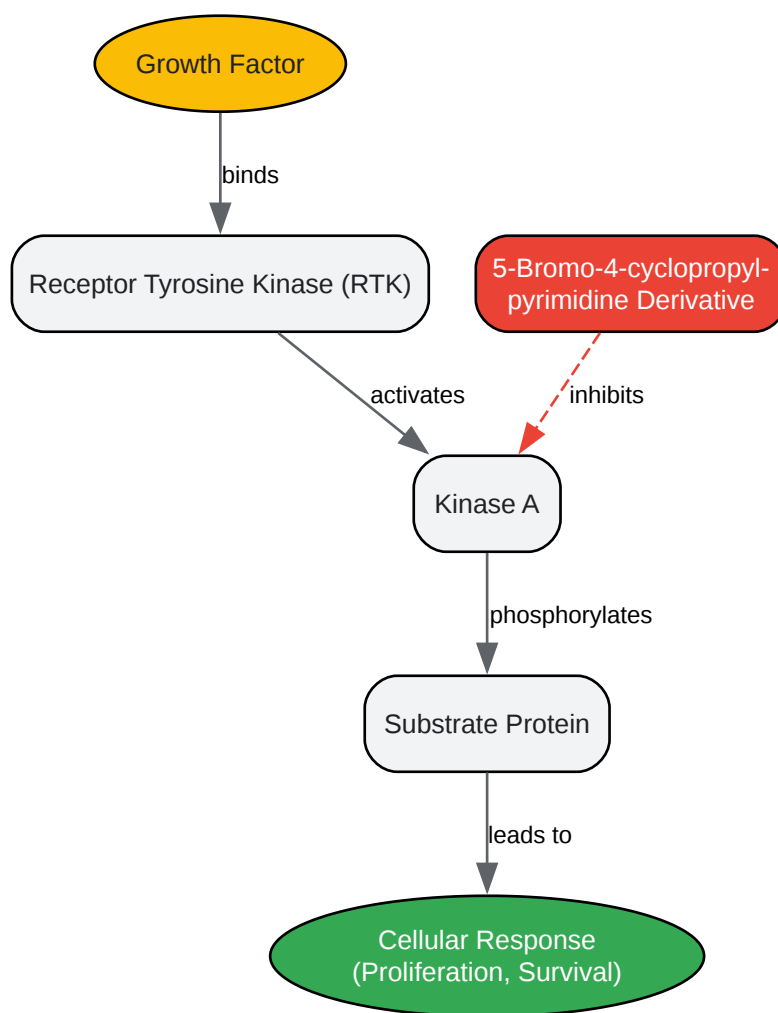 Growth Factor
binds
Receptor Tyrosine Kinase (RTK)
5-Bromo-4-cyclopropyl-
pyrimidine Derivative
activates
inhibits
Kinase A
phosphorylates
Substrate Protein
leads to
Cellular Response
(Proliferation, Survival)